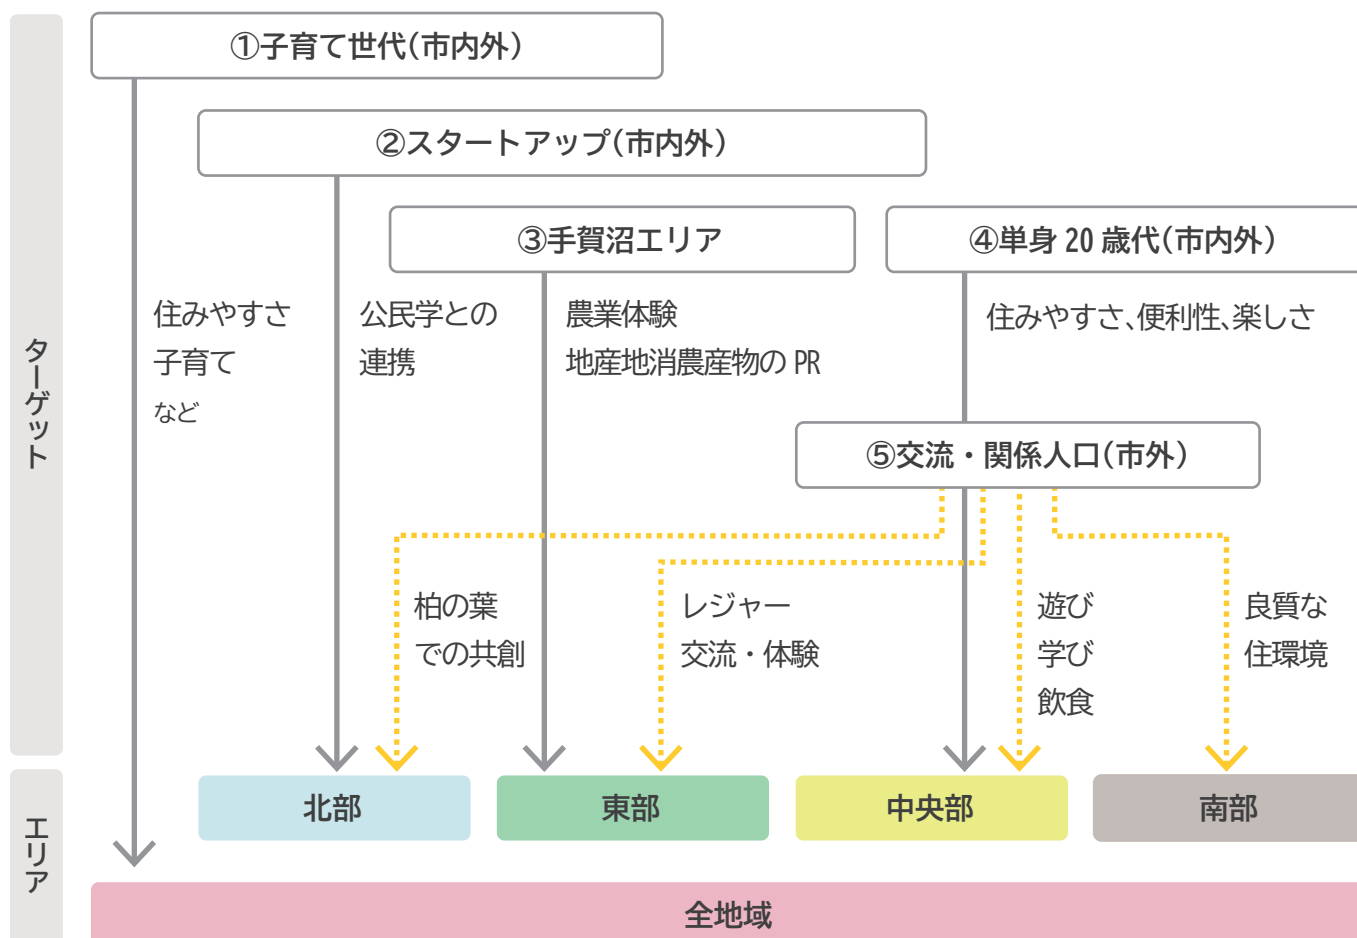 ターゲット
①子育て世代(市内外)
②スタートアップ(市内外)
③手賀沼エリア
④単身20歳代(市内外)
住みやすさ
子育て
など
公民学との
連携
農業体験
地産地消農産物のPR
住みやすさ、便利性、楽しさ
⑤交流・関係人口(市外)
柏の葉
での共創
レジャー
交流・体験
遊び
学び
飲食
良質な
住環境
エリア
北部
東部
中央部
南部
全地域